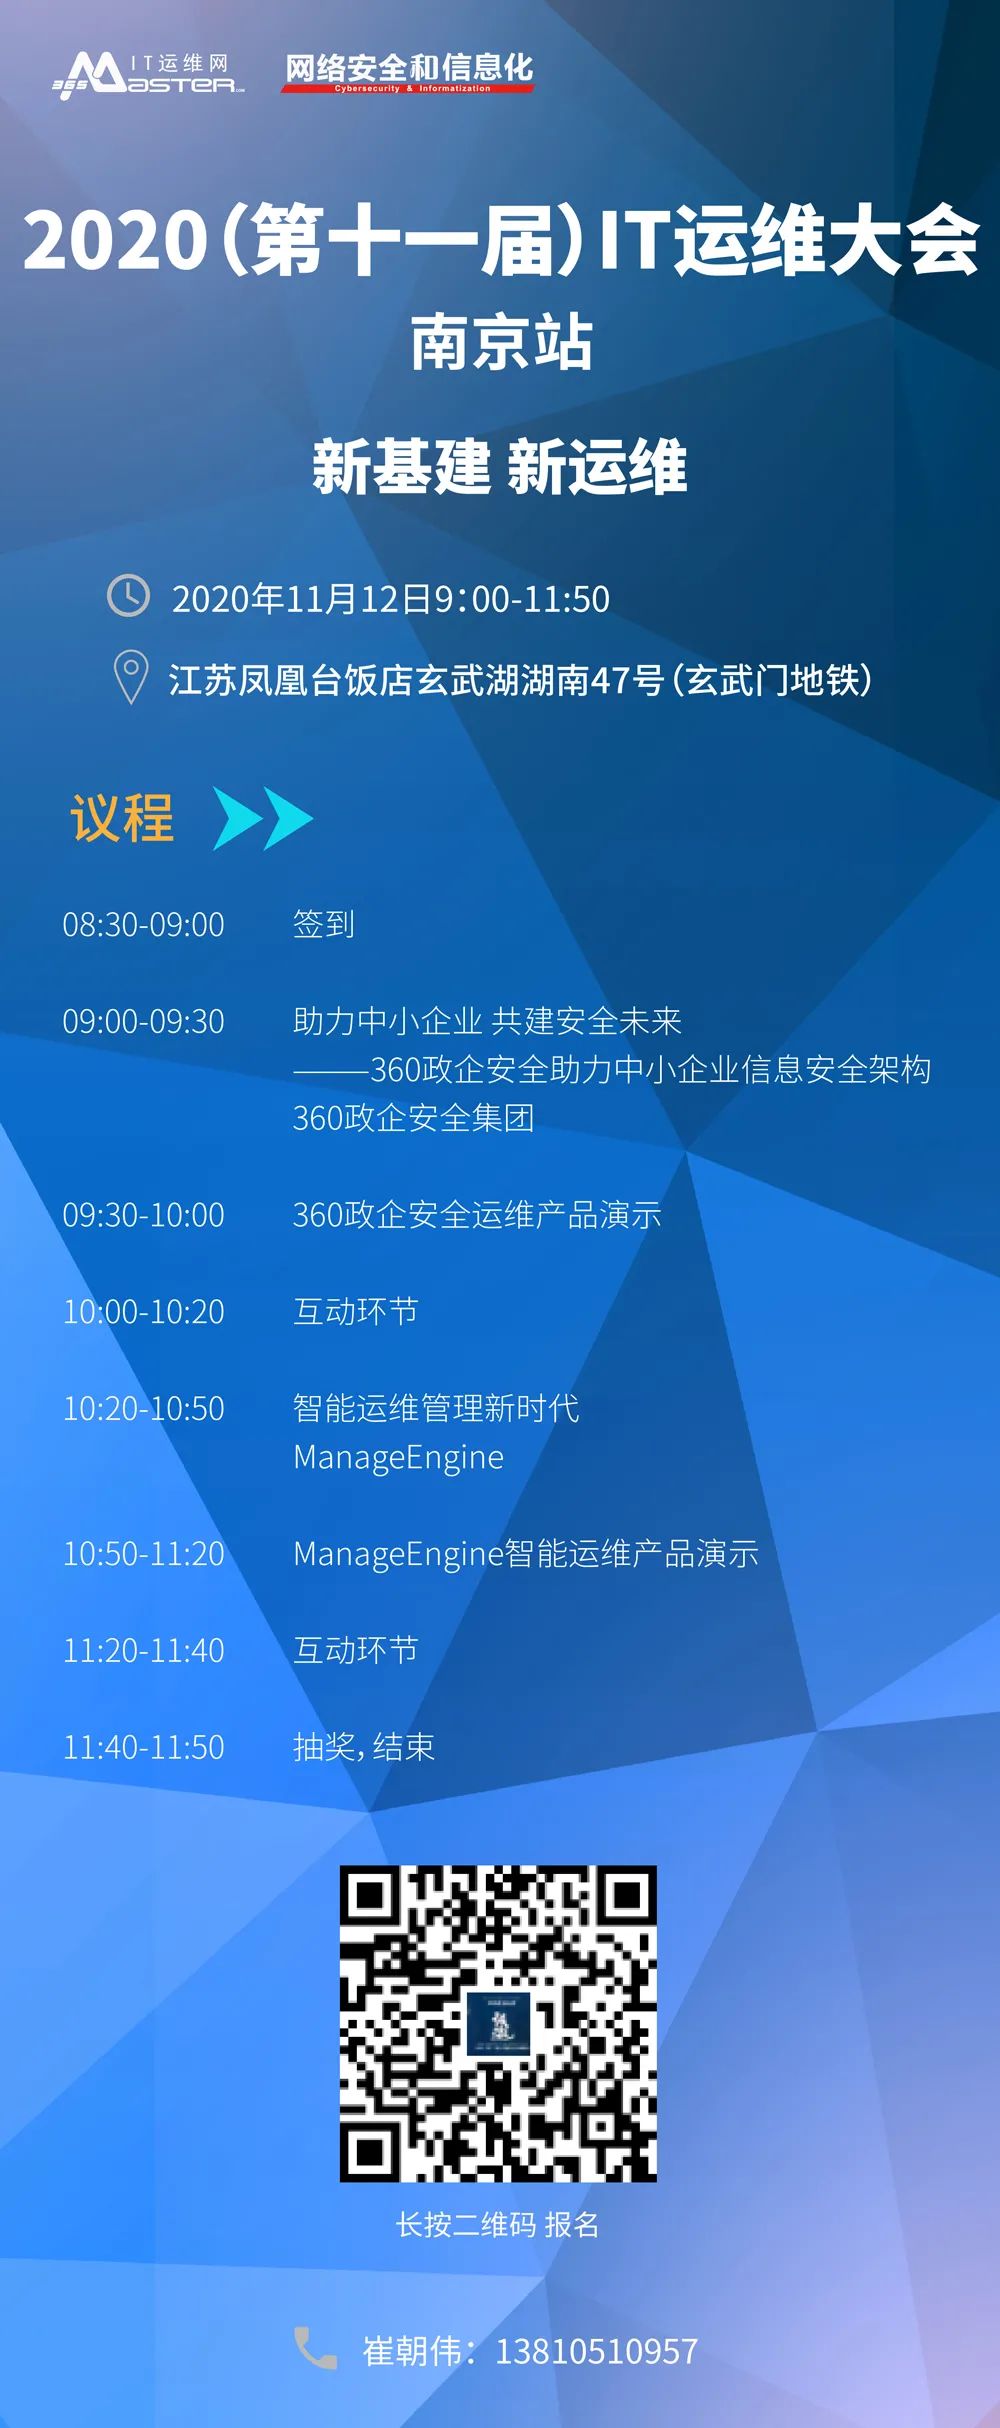 IT运维网
365Master.com
网络安全和信息化
Cybersecurity & Informatization
2020(第十一届)IT运维大会
南京站
新基建 新运维
2020年11月12日9:00-11:50
江苏凤凰台饭店玄武湖湖南47号(玄武门地铁)
议程
08:30-09:00 签到
09:00-09:30 助力中小企业 共建安全未来
——360政企安全助力中小企业信息安全架构
360政企安全集团
09:30-10:00 360政企安全运维产品演示
10:00-10:20 互动环节
10:20-10:50 智能运维管理新时代
ManageEngine
10:50-11:20 ManageEngine智能运维产品演示
11:20-11:40 互动环节
11:40-11:50 抽奖，结束
长按二维码 报名
崔朝伟：13810510957